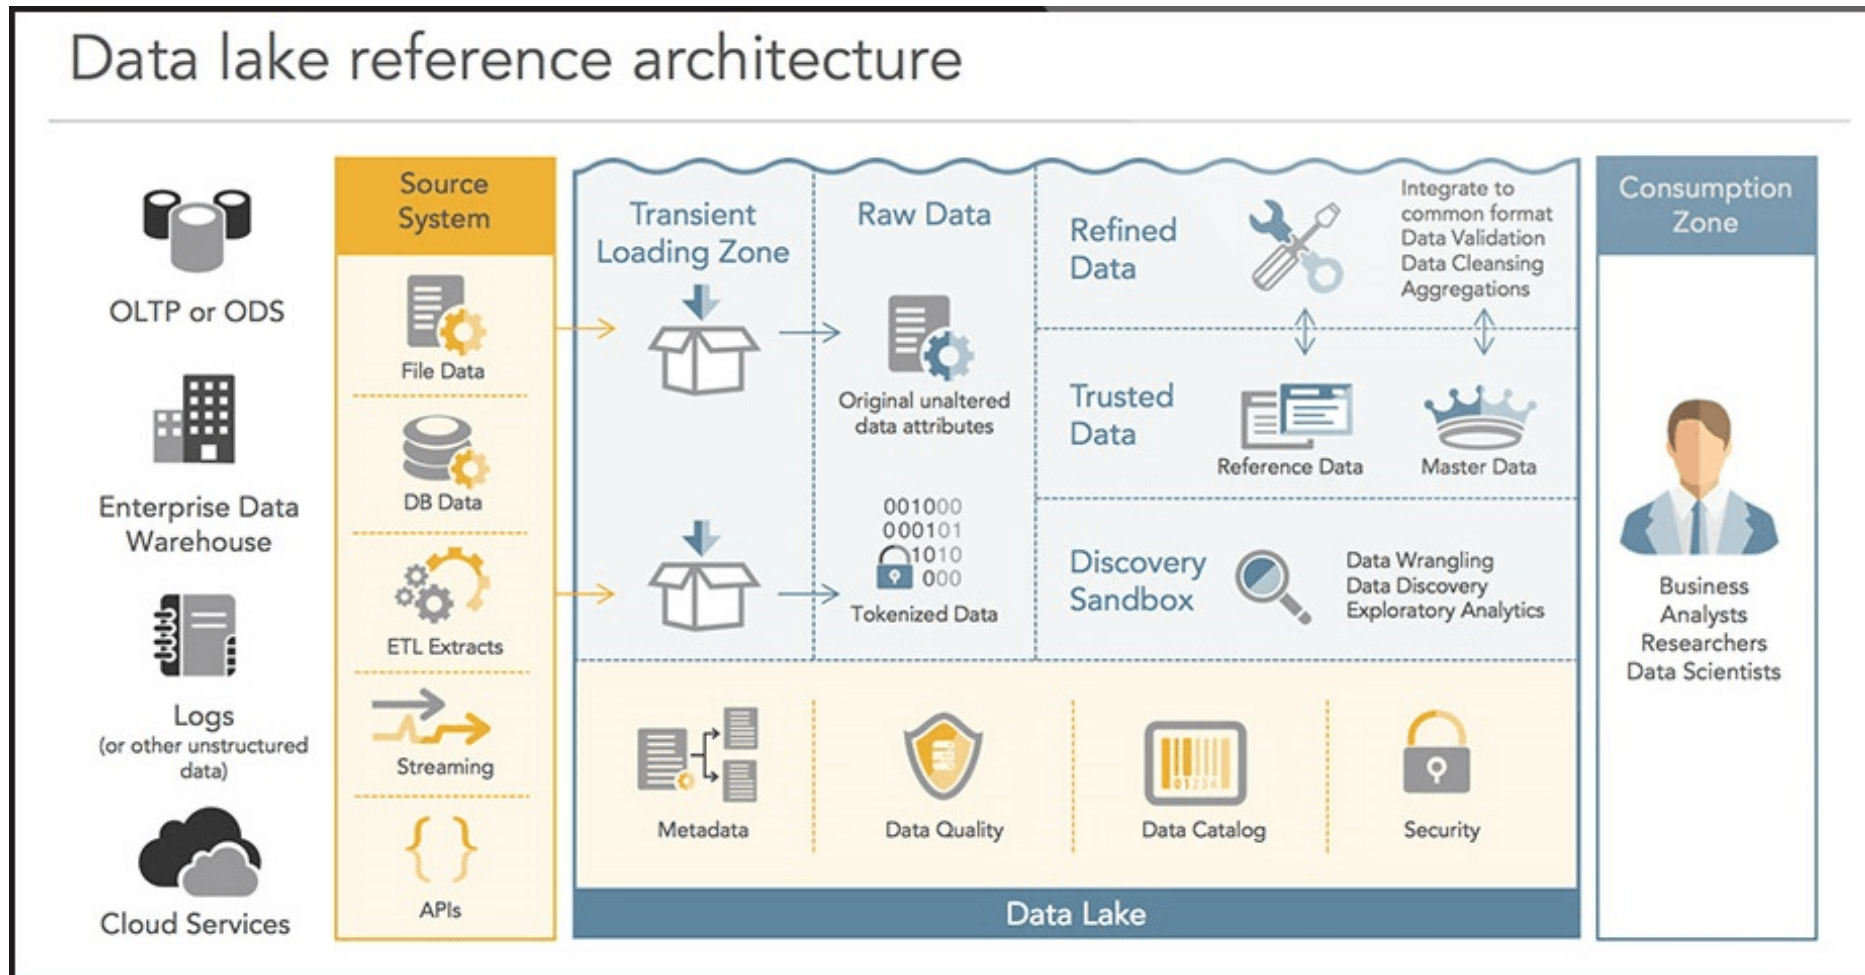 Data lake reference architecture
OLTP or ODS
Enterprise Data
Warehouse
Logs
(or other unstructured
data)
Cloud Services
Source
System
File Data
DB Data
ETL Extracts
Streaming
APIs
Transient
Loading Zone
Raw Data
Original unaltered
data attributes
001000
000101
1010
000
Tokenized Data
Refined
Data
Integrate to
common format
Data Validation
Data Cleansing
Aggregations
Trusted
Data
Reference Data
Master Data
Discovery
Sandbox
Data Wrangling
Data Discovery
Exploratory Analytics
Metadata
Data Quality
01234
Data Catalog
Security
Data Lake
Consumption
Zone
Business
Analysts
Researchers
Data Scientists